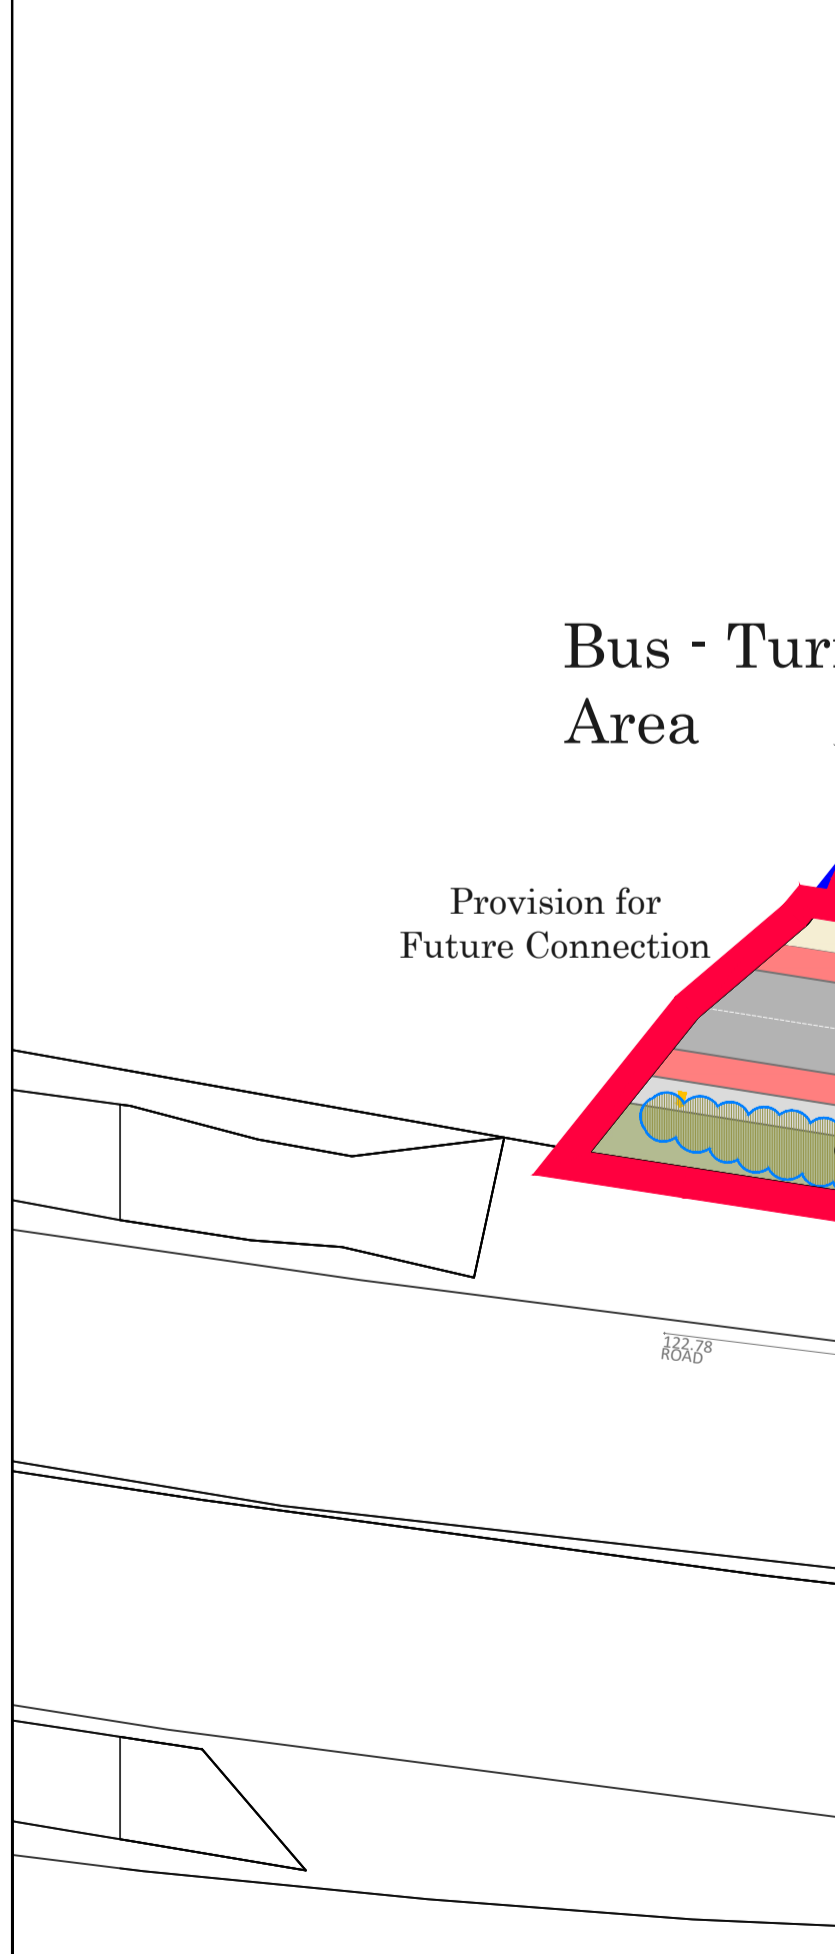 Bus - Tur
Area
Provision for
Future Connection
122.78
ROAD